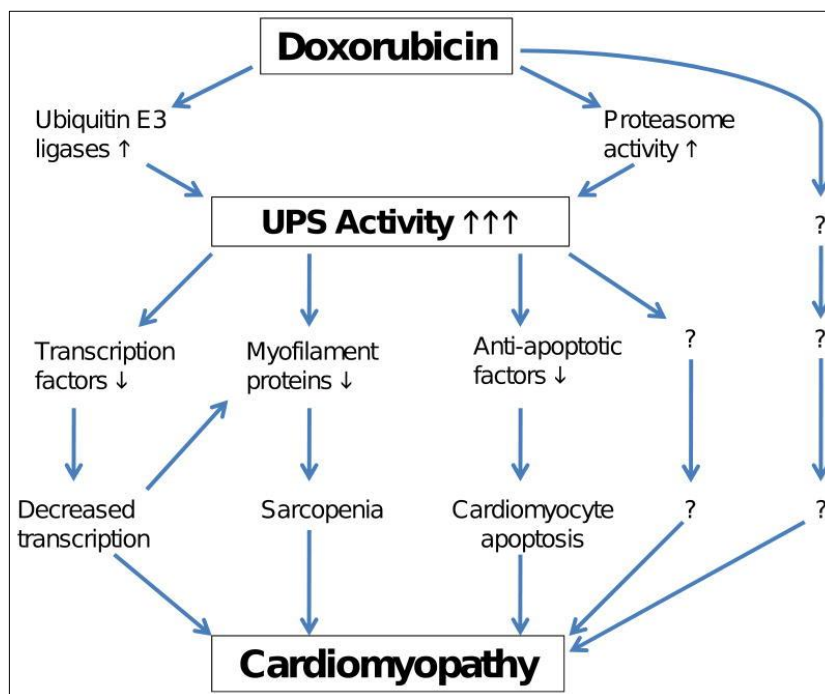 Doxorubicin
Ubiquitin E3
ligases ↑
Proteasome
activity ↑
UPS Activity ↑↑↑
?
Transcription
factors ↓
Myofilament
proteins ↓
Anti-apoptotic
factors ↓
?
?
Decreased
transcription
Sarcopenia
Cardiomyocyte
apoptosis
?
?
Cardiomyopathy